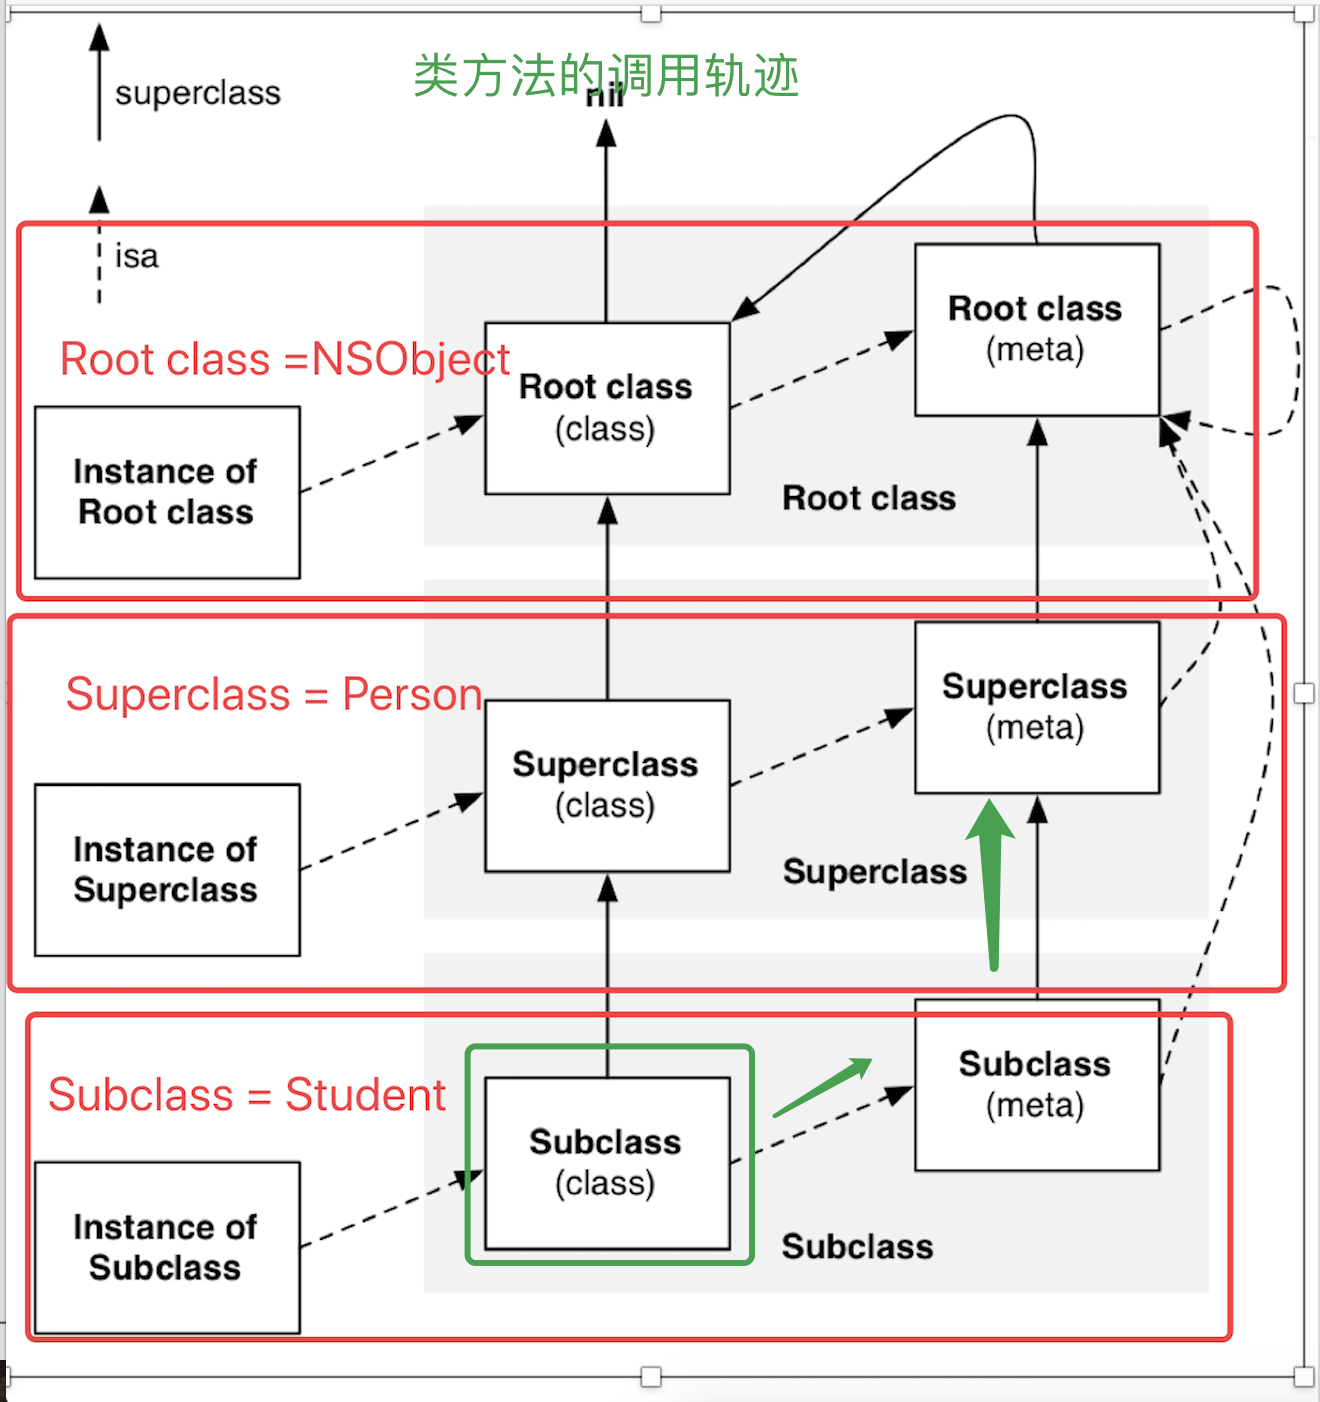 类方法的调用轨迹
nil
superclass
isa
Root class =NSObject
Root class
(meta)
Root class
(class)
Instance of
Root class
Root class
Superclass = Person
Superclass
(meta)
Superclass
(class)
Instance of
Superclass
Superclass
Subclass = Student
Subclass
(meta)
Subclass
(class)
Instance of
Subclass
Subclass